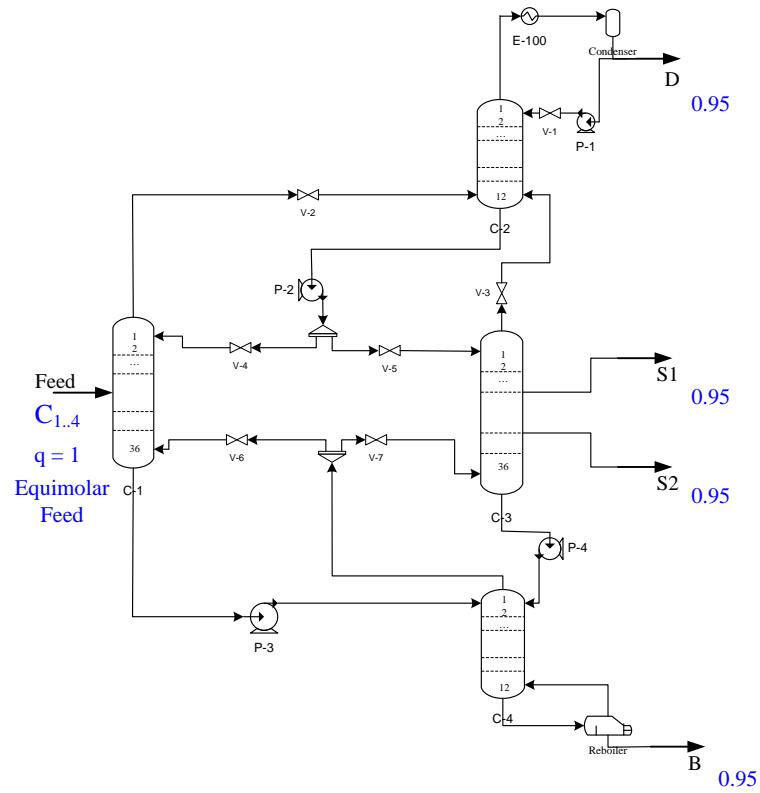 E-100
Condenser
D
0.95
1
2
...
12
V-1
P-1
V-2
C-2
P-2
V-3
1
2
...
36
V-4
V-5
1
2
...
36
S1
0.95
Feed
C1..4
q = 1
Equimolar
Feed
V-6
V-7
S2
0.95
C-1
C-3
P-4
P-3
1
2
...
12
C-4
Reboiler
B
0.95